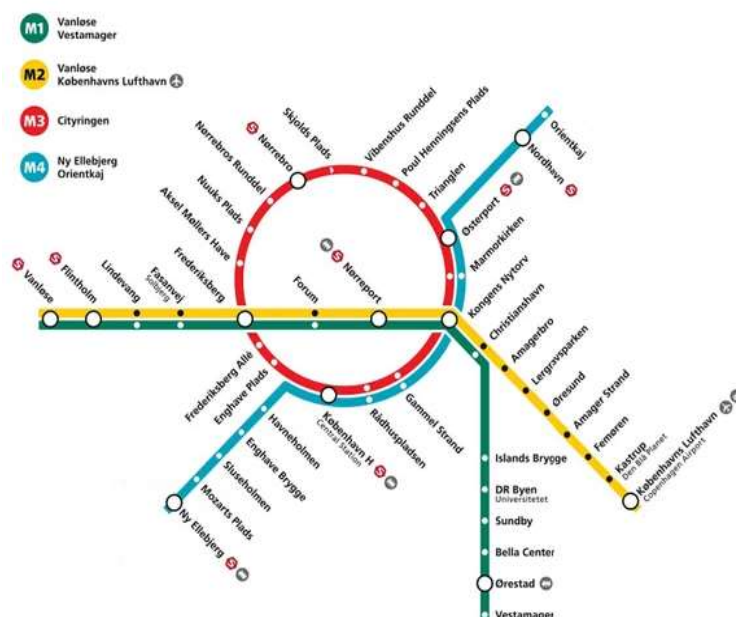 M1
Vanløse
Vestamager
M2
Vanløse
Københavns Lufthavn
M3
Cityringen
M4
Ny Ellebjerg
Orientkaj
Skjolds Plads
Vibenshus Runddel
Poul Henningsens Plads
Trianglen
Nørrebro
Nørrebros Runddel
Nuuks Plads
Aksel Møllers Have
Orientkaj
Nordhavn
Østerport
Marmorkirken
Vanløse
Flintholm
Lindevang
Fasanvej
Solbjerg
Frederiksberg
Forum
Nørreport
Kongens Nytorv
Christianshavn
Amagerbro
Lergravsparken
Øresund
Amager Strand
Femøren
Kastrup
Den Blå Planet
Københavns Lufthavn
Copenhagen Airport
Frederiksberg Allé
Enghave Plads
København H
Central Station
Rådhuspladsen
Gammel Strand
Havneholmen
Enghave Brygge
Sluseholmen
Mozarts Plads
Ny Ellebjerg
Islands Brygge
DR Byen
Universitetet
Sundby
Bella Center
Ørestad
Vestamager